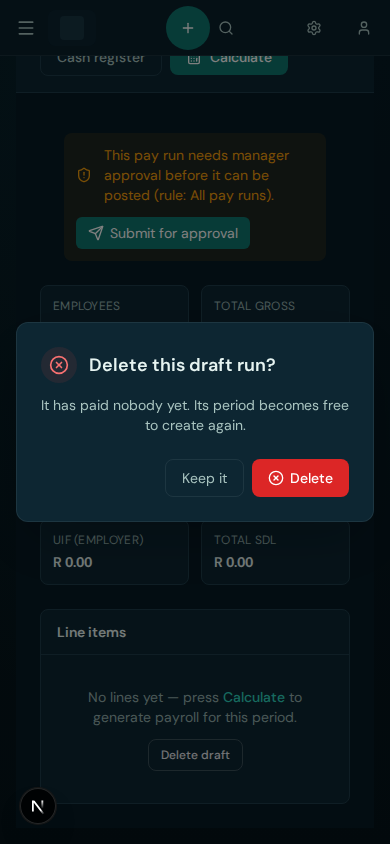 Cash register
Calculate
This pay run needs manager
approval before it can be
posted (rule: All pay runs).
Submit for approval
EMPLOYEES
TOTAL GROSS
Delete this draft run?
It has paid nobody yet. Its period becomes free
to create again.
Keep it
Delete
UIF (EMPLOYER)
TOTAL SDL
R 0.00
R 0.00
Line items
No lines yet — press Calculate to
generate payroll for this period.
Delete draft
N